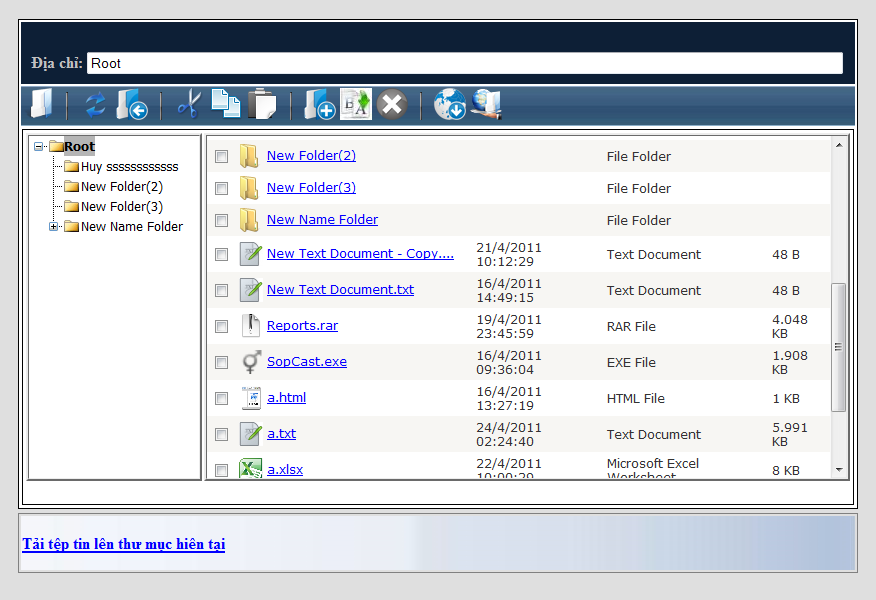 Địa chỉ: Root
Root
Huy ssssssssssss
New Folder(2)
New Folder(3)
New Name Folder
New Folder(2) File Folder
New Folder(3) File Folder
New Name Folder File Folder
New Text Document - Copy.... 21/4/2011 10:12:29 Text Document 48 B
New Text Document.txt 16/4/2011 14:49:15 Text Document 48 B
Reports.rar 19/4/2011 23:45:59 RAR File 4.048 KB
SopCast.exe 16/4/2011 09:36:04 EXE File 1.908 KB
a.html 16/4/2011 13:27:19 HTML File 1 KB
a.txt 24/4/2011 02:24:40 Text Document 5.991 KB
a.xlsx 22/4/2011 10:00:29 Microsoft Excel Worksheet 8 KB
Tải tệp tin lên thư mục hiện tại